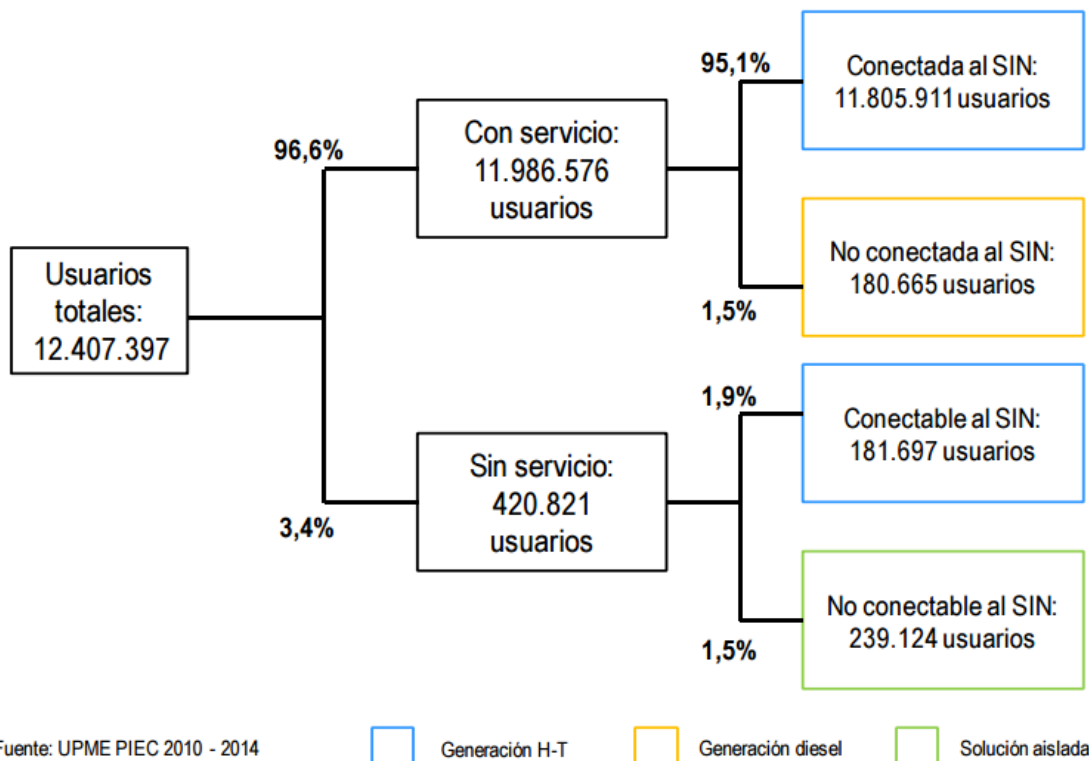 Usuarios
totales:
12.407.397
96,6%
Con servicio:
11.986.576
usuarios
95,1%
Conectada al SIN:
11.805.911 usuarios
No conectada al SIN:
180.665 usuarios
1,5%
3,4%
Sin servicio:
420.821
usuarios
1,9%
Conectable al SIN:
181.697 usuarios
No conectable al SIN:
239.124 usuarios
1,5%
Fuente: UPME PIEC 2010 - 2014
Generación H-T
Generación diesel
Solución aislada